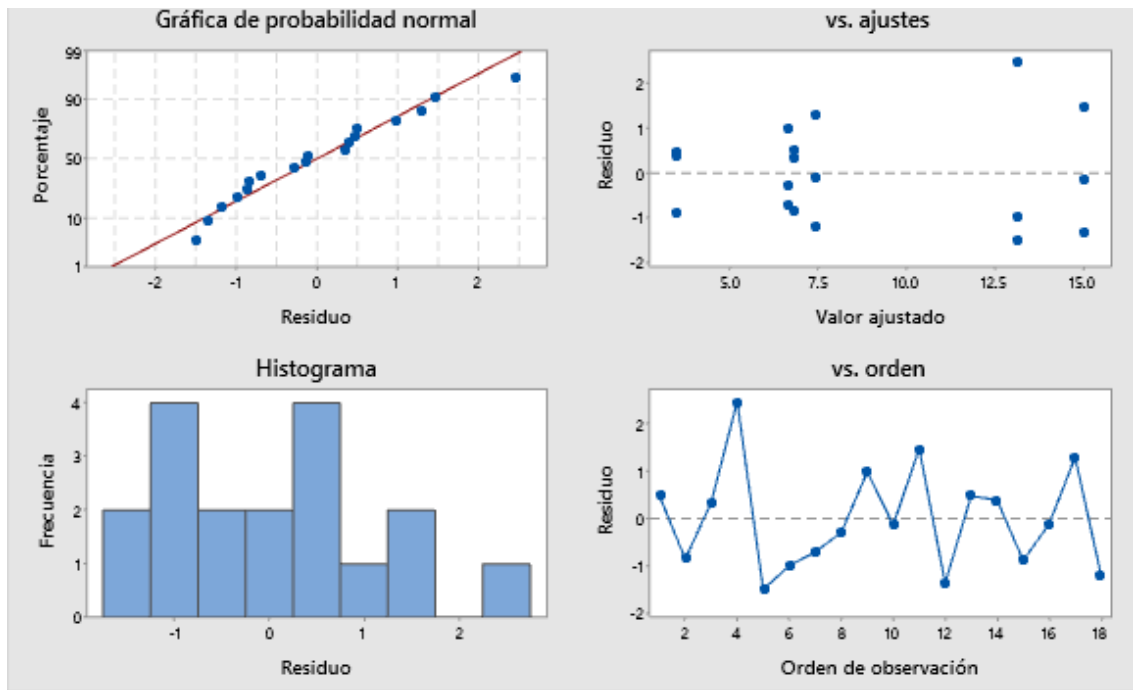 Gráfica de probabilidad normal
99
90
50
10
1
Porcentaje
-2 -1 0 1 2
Residuo
vs. ajustes
2
1
0
-1
-2
Residuo
5.0 7.5 10.0 12.5 15.0
Valor ajustado
Histograma
4
3
2
1
0
Frecuencia
-1 0 1 2
Residuo
vs. orden
2
1
0
-1
-2
Residuo
2 4 6 8 10 12 14 16 18
Orden de observación